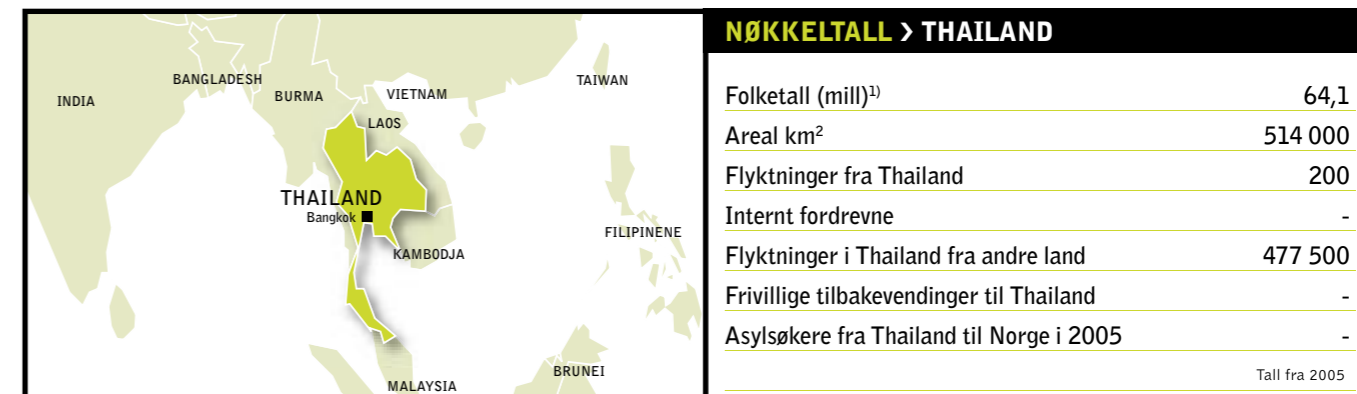 INDIA
BANGLADESH
BURMA
VIETNAM
LAOS
TAIWAN
THAILAND
Bangkok
KAMBODJA
FILIPINENE
BRUNEI
MALAYSIA
NØKKELTALL > THAILAND
Folketall (mill)1) 64,1
Areal km² 514 000
Flyktninger fra Thailand 200
Internt fordrevne -
Flyktninger i Thailand fra andre land 477 500
Frivillige tilbakevendinger til Thailand -
Asylsøkere fra Thailand til Norge i 2005 -
Tall fra 2005